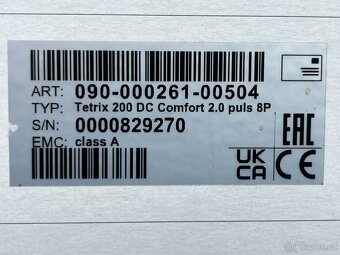 ART: 090-000261-00504
TYP: Tetrix 200 DC Comfort 2.0 puls 8P
S/N: 0000829270
EMC: class A
EAC
UK
CA
CE